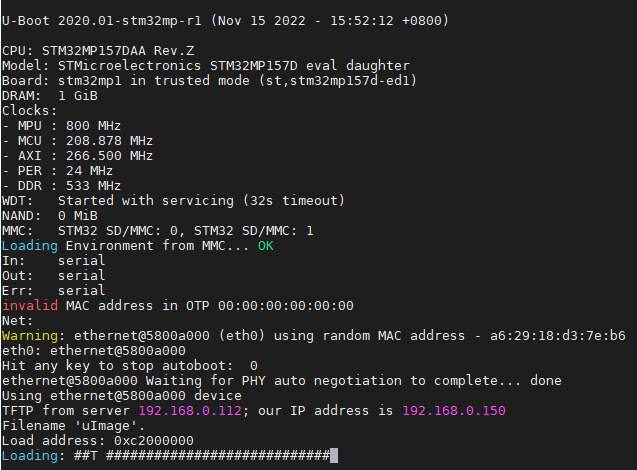 U-Boot 2020.01-stm32mp-r1 (Nov 15 2022 - 15:52:12 +0800)
CPU: STM32MP157DAA Rev.Z
Model: STMicroelectronics STM32MP157D eval daughter
Board: stm32mp1 in trusted mode (st,stm32mp157d-ed1)
DRAM:  1 GiB
Clocks:
- MPU : 800 MHz
- MCU : 208.878 MHz
- AXI : 266.500 MHz
- PER : 24 MHz
- DDR : 533 MHz
WDT:   Started with servicing (32s timeout)
NAND:  0 MiB
MMC:   STM32 SD/MMC: 0, STM32 SD/MMC: 1
Loading Environment from MMC... OK
In:    serial
Out:   serial
Err:   serial
invalid MAC address in OTP 00:00:00:00:00:00
Net:
Warning: ethernet@5800a000 (eth0) using random MAC address - a6:29:18:d3:7e:b6
eth0: ethernet@5800a000
Hit any key to stop autoboot:  0
ethernet@5800a000 Waiting for PHY auto negotiation to complete... done
Using ethernet@5800a000 device
TFTP from server 192.168.0.112; our IP address is 192.168.0.150
Filename 'uImage'.
Load address: 0xc2000000
Loading: ##T ############################